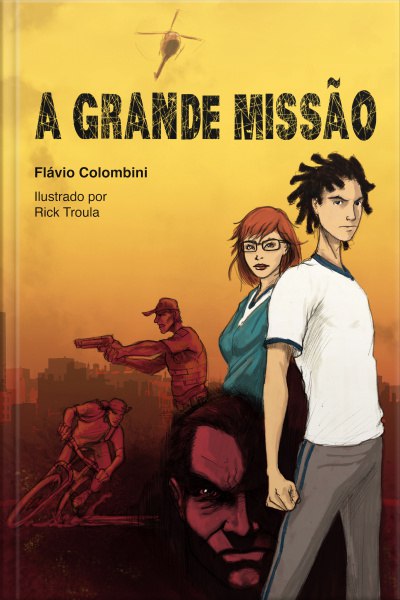 A GRANDE MISSÃO
Flávio Colombini
Ilustrado por
Rick Troula